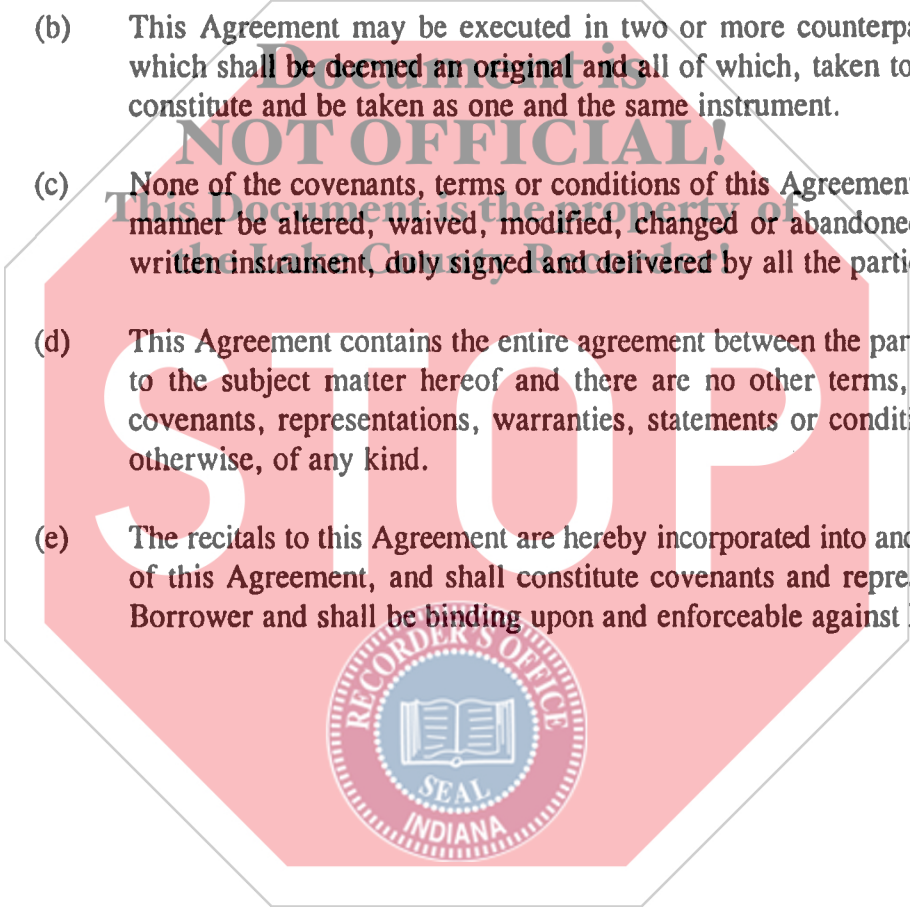 (b) This Agreement may be executed in two or more counterpa
Document is
which shall be deemed an original and all of which, taken to
constitute and be taken as one and the same instrument.
NOT OFFICIAL!
(c) None of the covenants, terms or conditions of this Agreement
This Document is the property of
manner be altered, waived, modified, changed or abandone
the Lake County Recorder!
written instrument, duly signed and delivered by all the parti
(d) This Agreement contains the entire agreement between the par
to the subject matter hereof and there are no other terms,
covenants, representations, warranties, statements or conditi
otherwise, of any kind.
STOP
(e) The recitals to this Agreement are hereby incorporated into and
of this Agreement, and shall constitute covenants and repre
Borrower and shall be binding upon and enforceable against
RECORDER'S OFFICE
SEAL
INDIANA